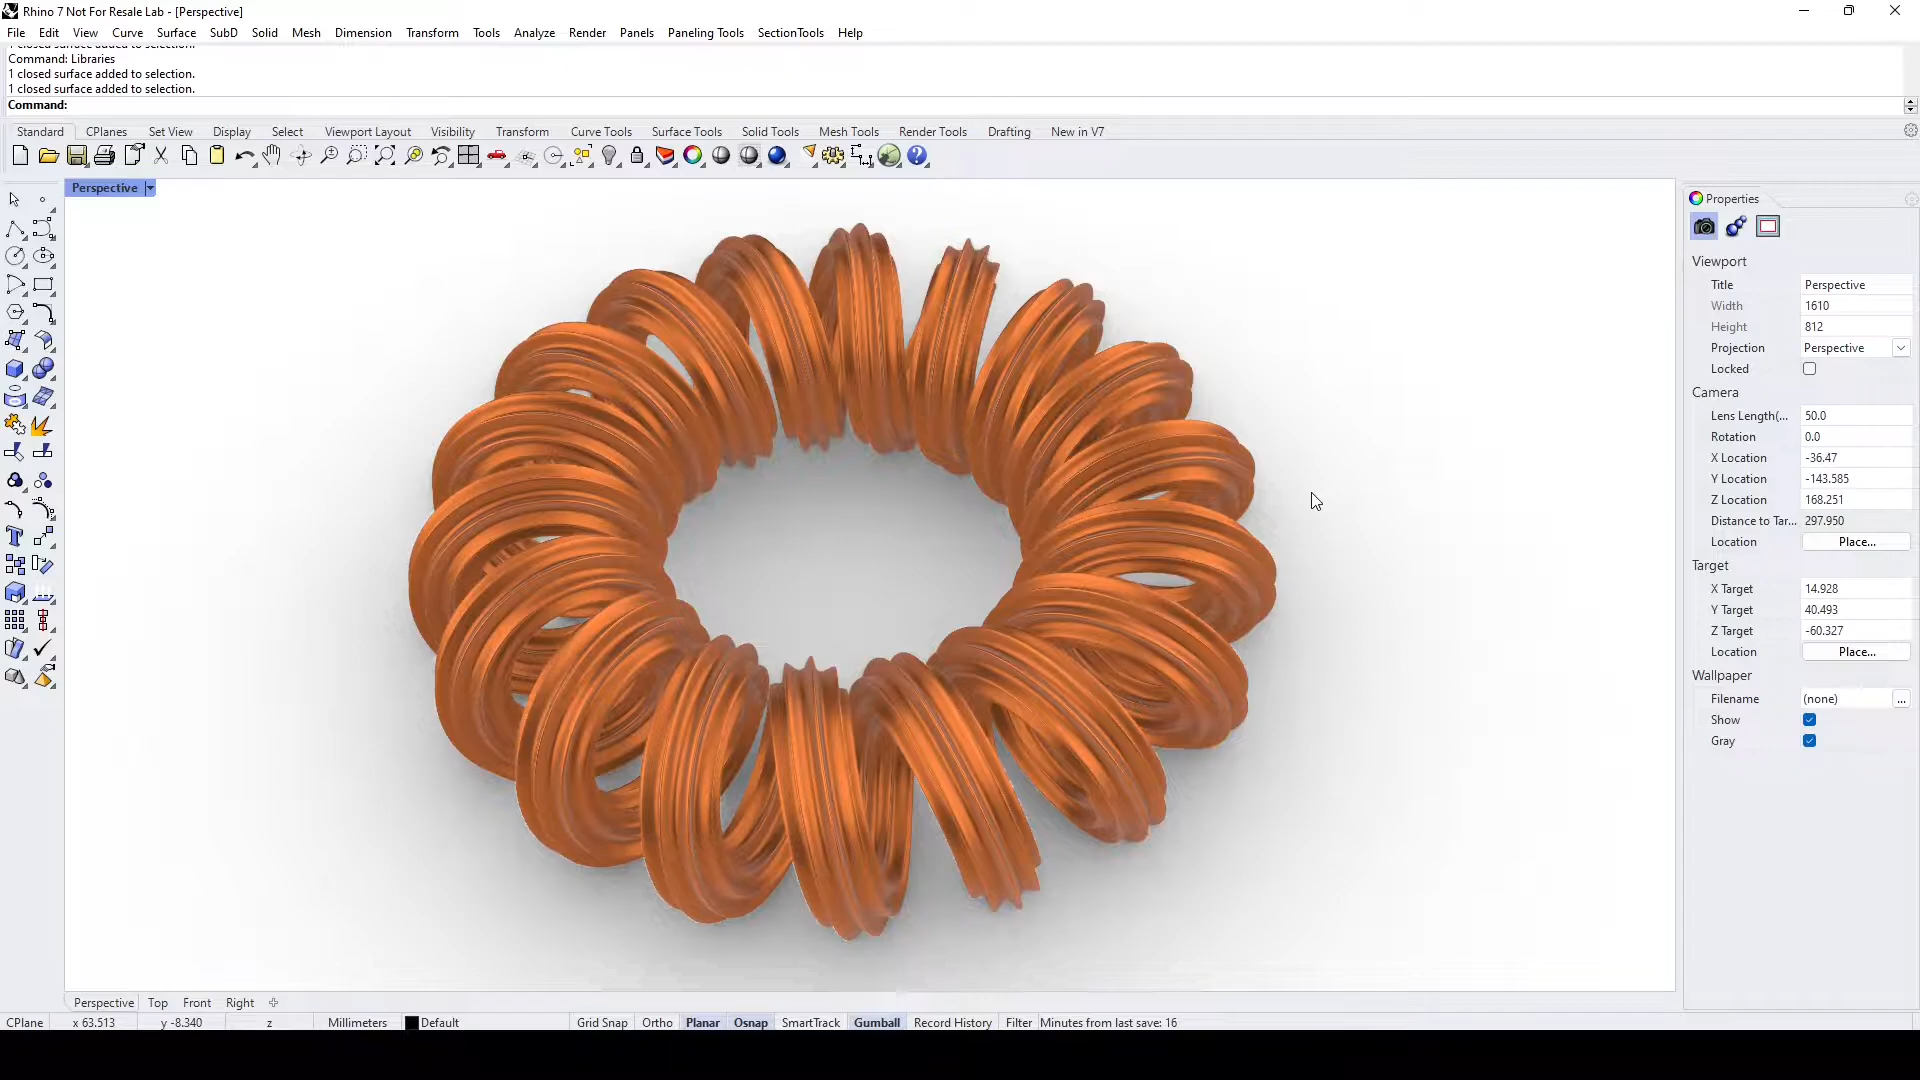 Rhino 7 Not For Resale Lab - [Perspective]
File Edit View Curve Surface SubD Solid Mesh Dimension Transform Tools Analyze Render Panels Paneling Tools SectionTools Help
1 closed surface added to selection.
Command: Libraries
1 closed surface added to selection.
1 closed surface added to selection.
Command:
Standard CPlanes Set View Display Select Viewport Layout Visibility Transform Curve Tools Surface Tools Solid Tools Mesh Tools Render Tools Drafting New in V7
Perspective
Properties
Viewport
Title Perspective
Width 1610
Height 812
Projection Perspective
Locked
Camera
Lens Length(... 50.0
Rotation 0.0
X Location -36.47
Y Location -143.585
Z Location 168.251
Distance to Tar... 297.950
Location Place...
Target
X Target 14.928
Y Target 40.493
Z Target -60.327
Location Place...
Wallpaper
Filename (none) ...
Show
Gray
Perspective Top Front Right
CPlane x 63.513 y -8.340 z Millimeters Default Grid Snap Ortho Planar Osnap SmartTrack Gumball Record History Filter Minutes from last save: 16